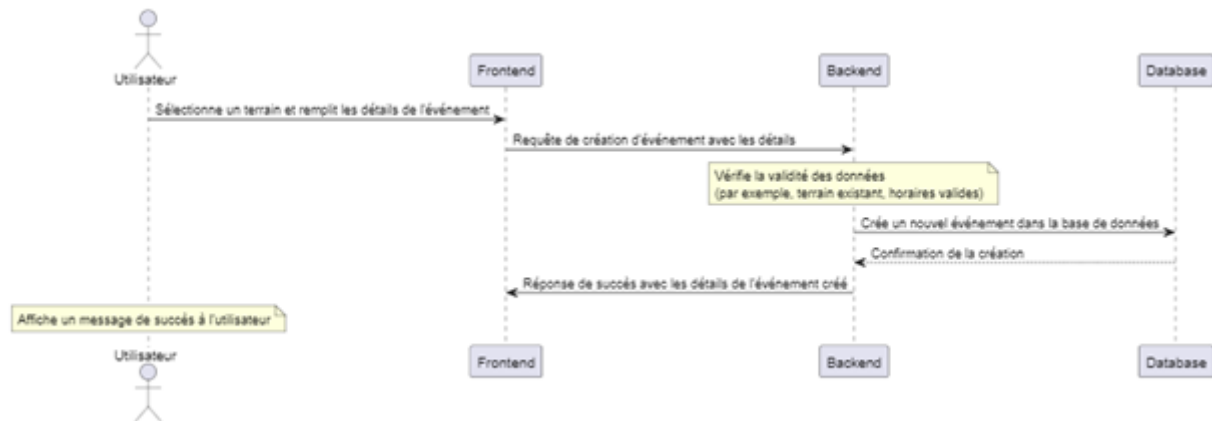 Utilisateur
Frontend
Backend
Database
Sélectionne un terrain et remplit les détails de l'événement
Requête de création d'événement avec les détails
Vérifie la validité des données
(par exemple, terrain existant, horaires valides)
Crée un nouvel événement dans la base de données
Confirmation de la création
Réponse de succès avec les détails de l'événement créé
Affiche un message de succès à l'utilisateur
Utilisateur
Frontend
Backend
Database